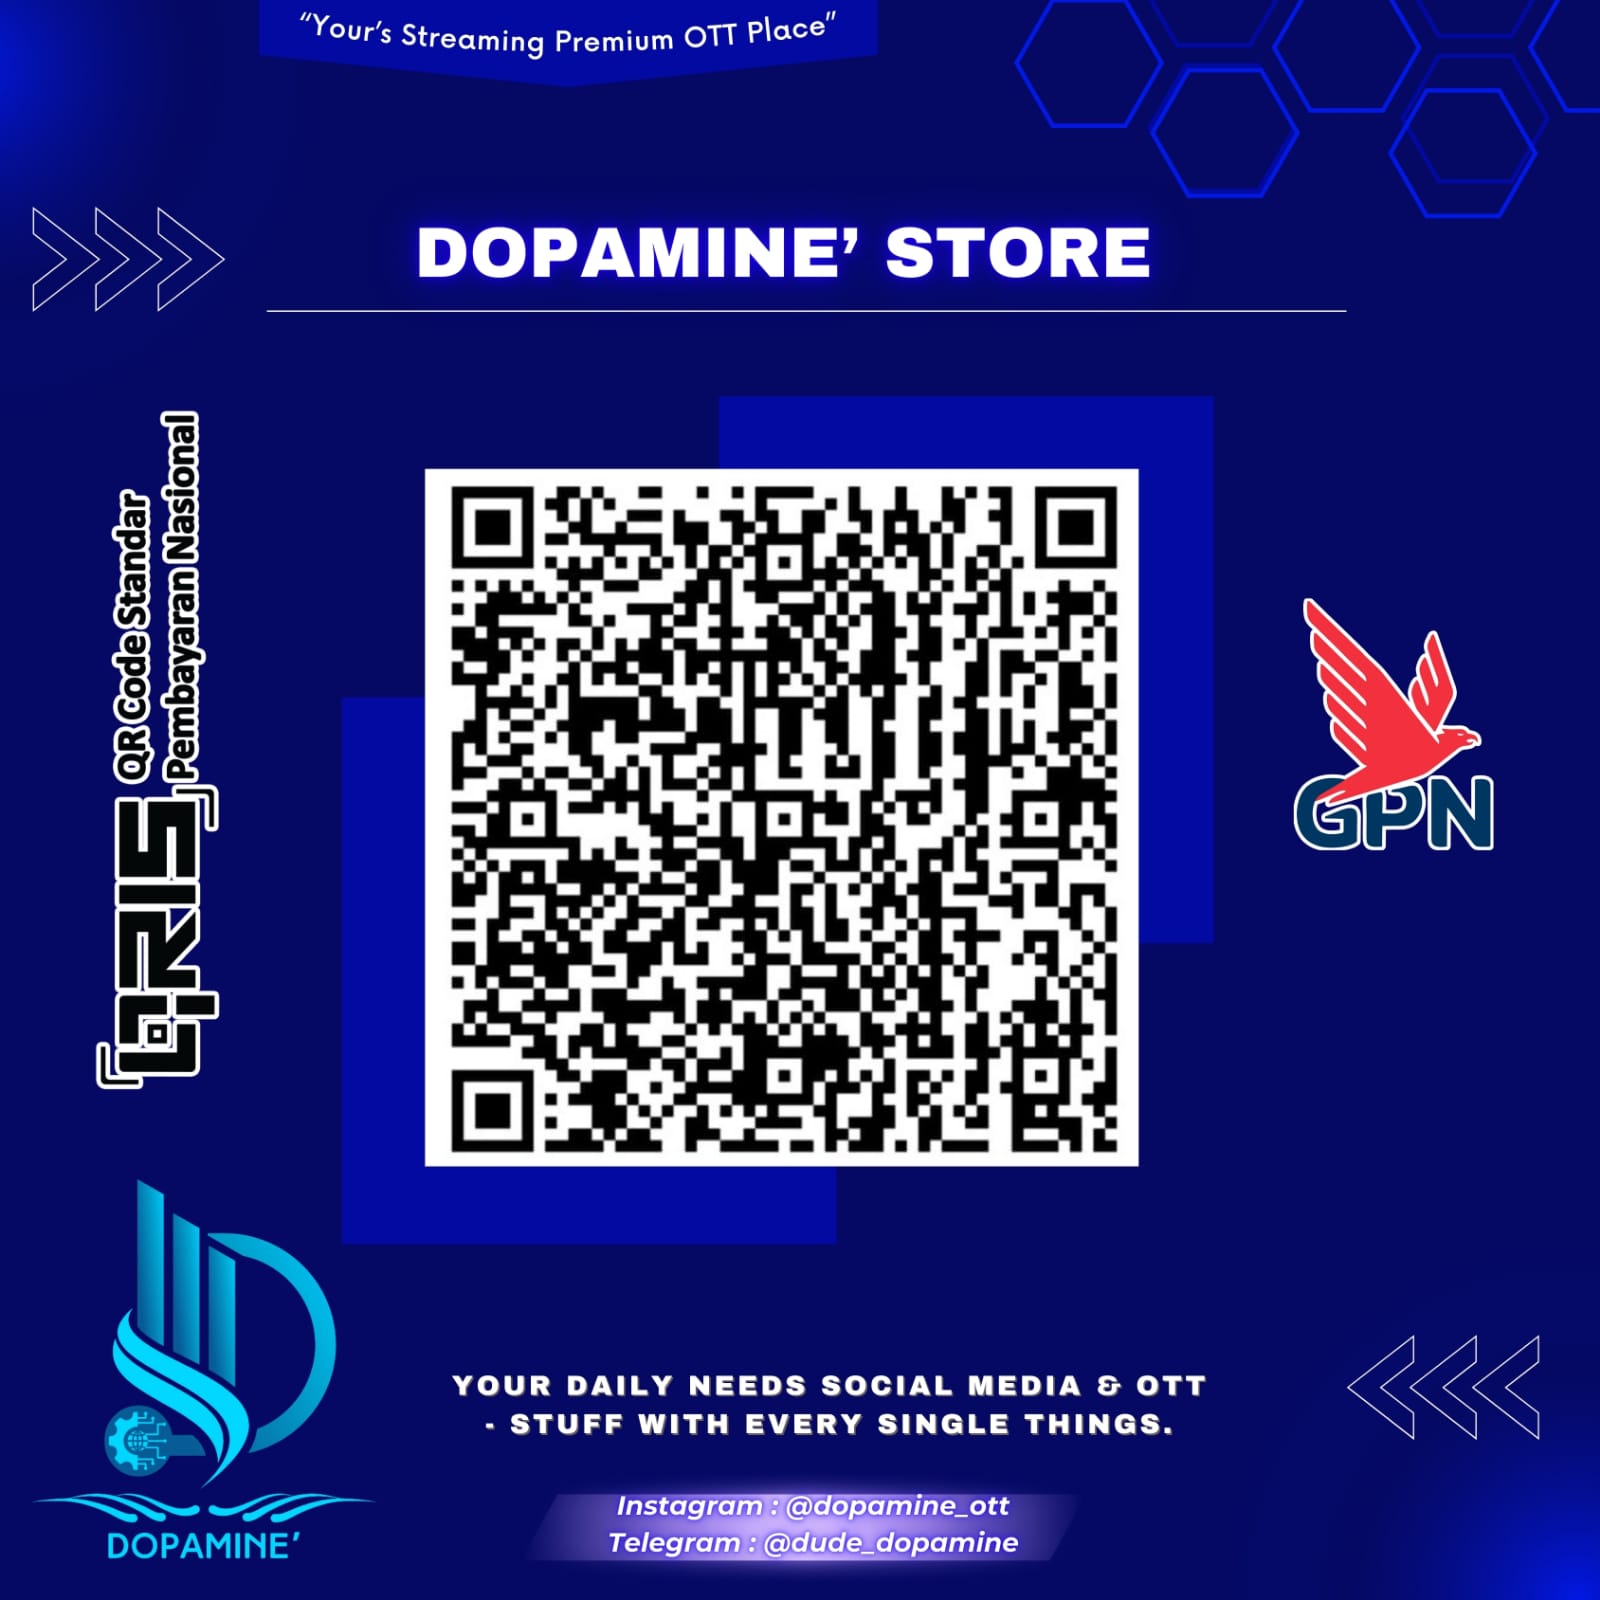 “Your’s Streaming Premium OTT Place”
DOPAMINE’ STORE
QRIS
QR Code Standar
Pembayaran Nasional
GPN
DOPAMINE’
YOUR DAILY NEEDS SOCIAL MEDIA & OTT
- STUFF WITH EVERY SINGLE THINGS.
Instagram : @dopamine_ott
Telegram : @dude_dopamine